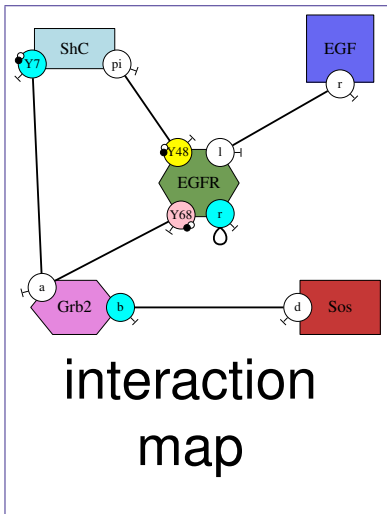 ShC
EGF
Y7
pi
r
Y48
l
EGFR
Y68
r
a
Grb2
b
d
Sos
interaction
map